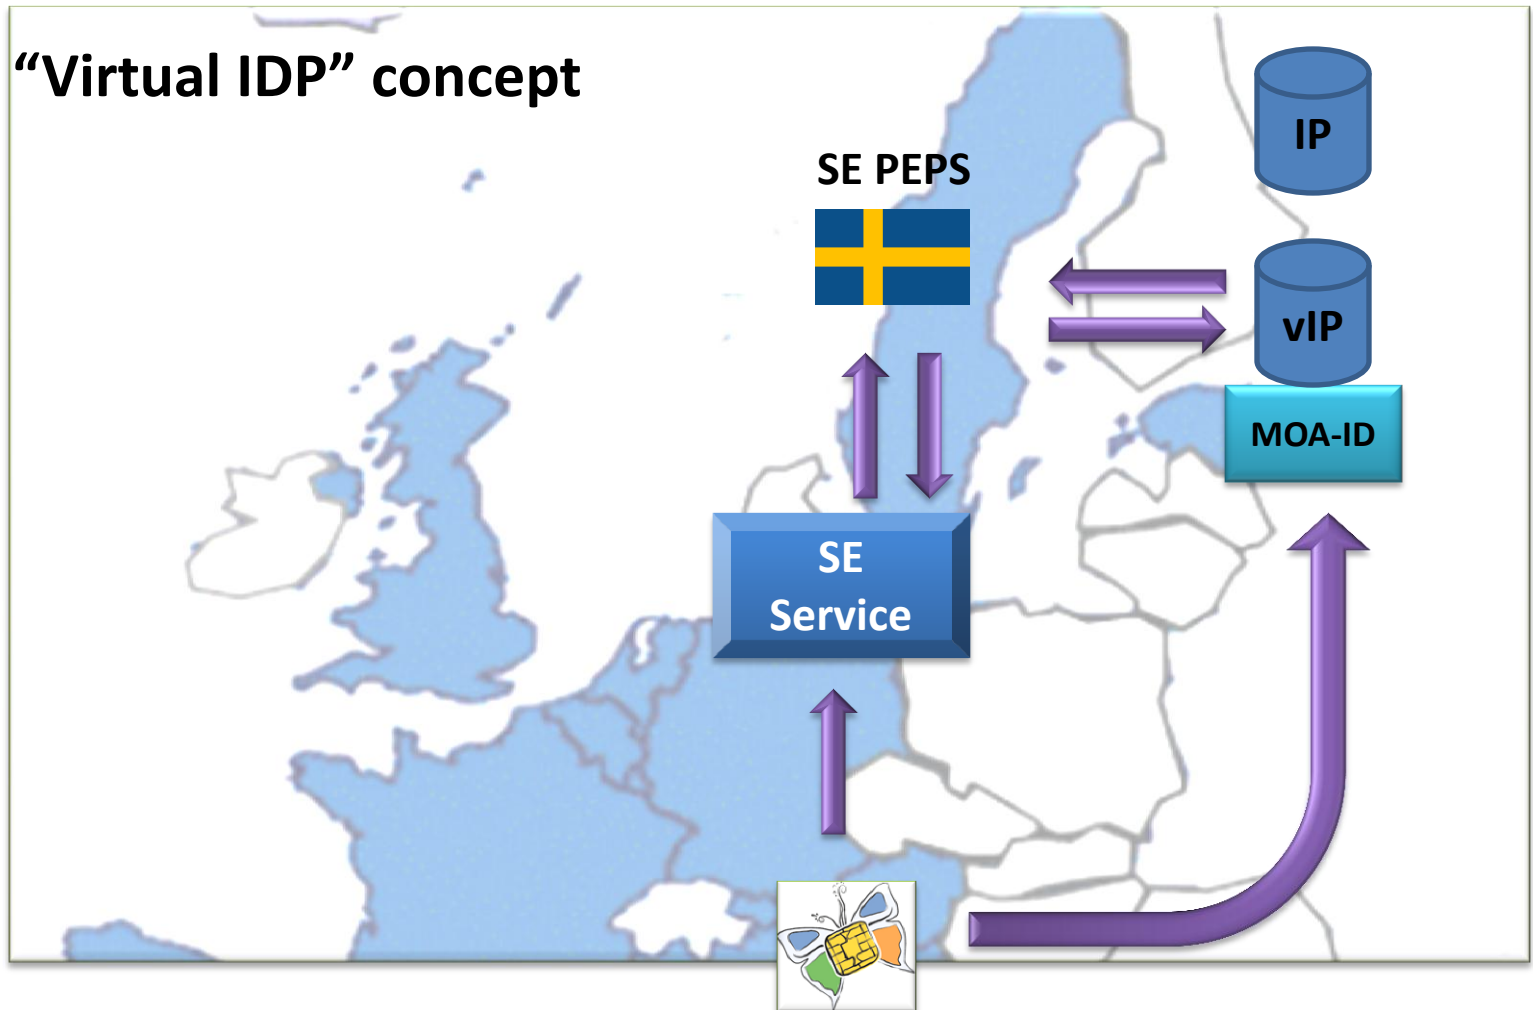 “Virtual IDP” concept
IP
SE PEPS
vIP
MOA-ID
SE
Service